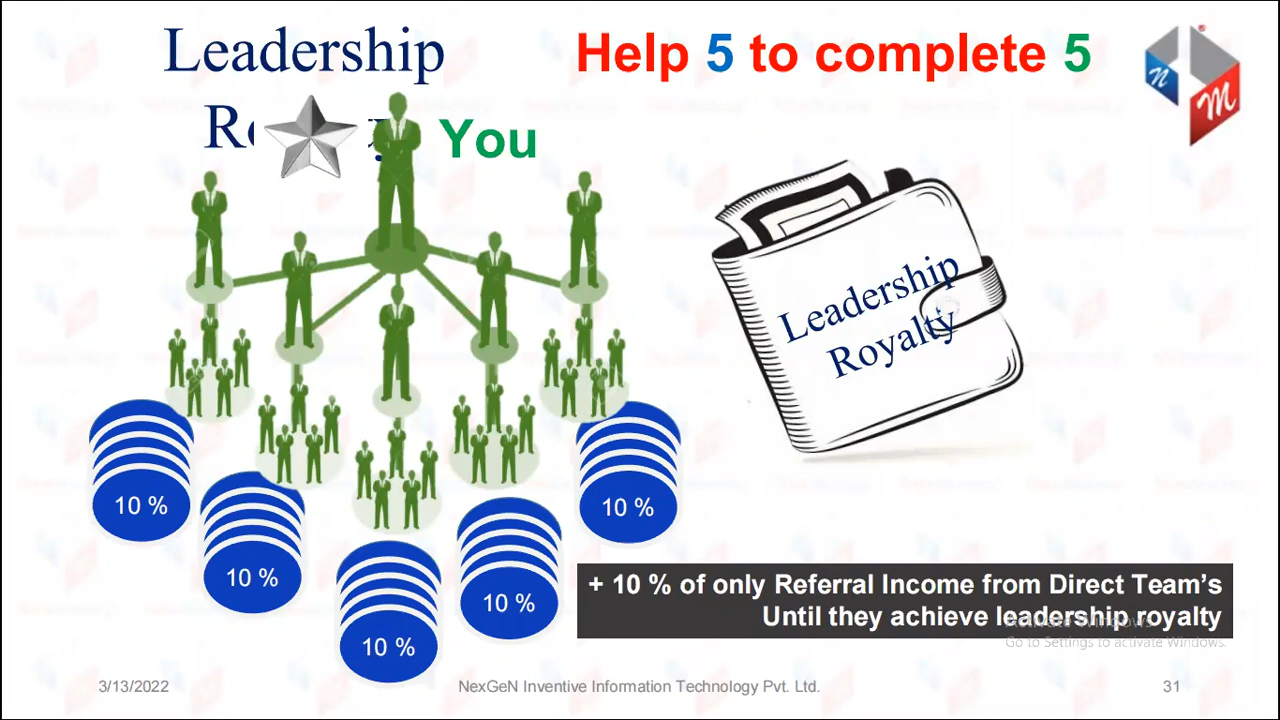 Leadership
Help 5 to complete 5
You
Leadership
Royalty
10 %
10 %
10 %
10 %
10 %
+ 10 % of only Referral Income from Direct Team's
Until they achieve leadership royalty
Activate Windows
Go to Settings to activate Windows.
3/13/2022
NexGeN Inventive Information Technology Pvt. Ltd.
31